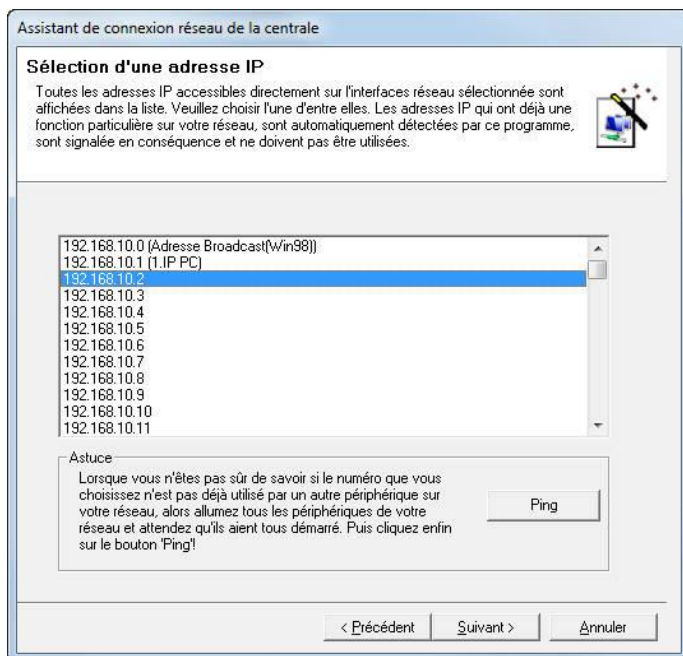 Assistant de connexion réseau de la centrale
Sélection d'une adresse IP
Toutes les adresses IP accessibles directement sur l'interfaces réseau sélectionnée sont
affichées dans la liste. Veuillez choisir l'une d'entre elles. Les adresses IP qui ont déjà une
fonction particulière sur votre réseau, sont automatiquement détectées par ce programme,
sont signalée en conséquence et ne doivent pas être utilisées.
192.168.10.0 (Adresse Broadcast(Win98))
192.168.10.1 (1.IP PC)
192.168.10.2
192.168.10.3
192.168.10.4
192.168.10.5
192.168.10.6
192.168.10.7
192.168.10.8
192.168.10.9
192.168.10.10
192.168.10.11
Astuce
Lorsque vous n'êtes pas sûr de savoir si le numéro que vous
choisissez n'est pas déjà utilisé par un autre périphérique sur
votre réseau, alors allumez tous les périphériques de votre
réseau et attendez qu'ils aient tous démarré. Puis cliquez enfin
sur le bouton 'Ping'!
Ping
< Précédent
Suivant >
Annuler